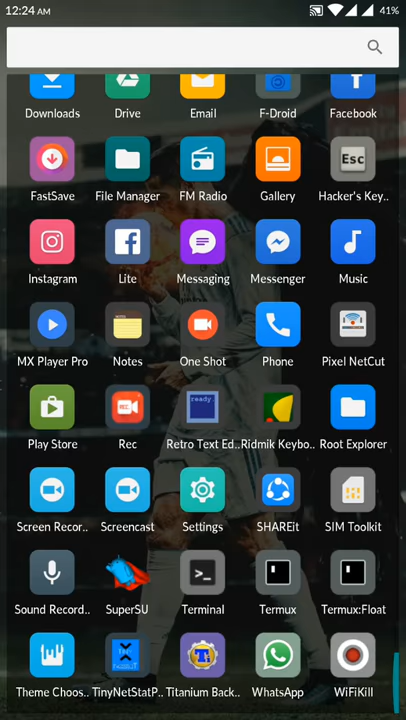 12:24 AM 41%
Downloads Drive Email F-Droid Facebook
FastSave File Manager FM Radio Gallery Esc Hacker's Key..
Instagram Lite Messaging Messenger Music
MX Player Pro Notes One Shot Phone Pixel NetCut
ready.
REC
Play Store Rec Retro Text Ed.. Ridmik Keybo.. Root Explorer
Screen Recor.. Screencast Settings SHAREit SIM Toolkit
Sound Record.. SuperSU Terminal Termux Termux:Float
Theme Choos.. TinyNetStatP.. Titanium Back.. WhatsApp WiFiKill